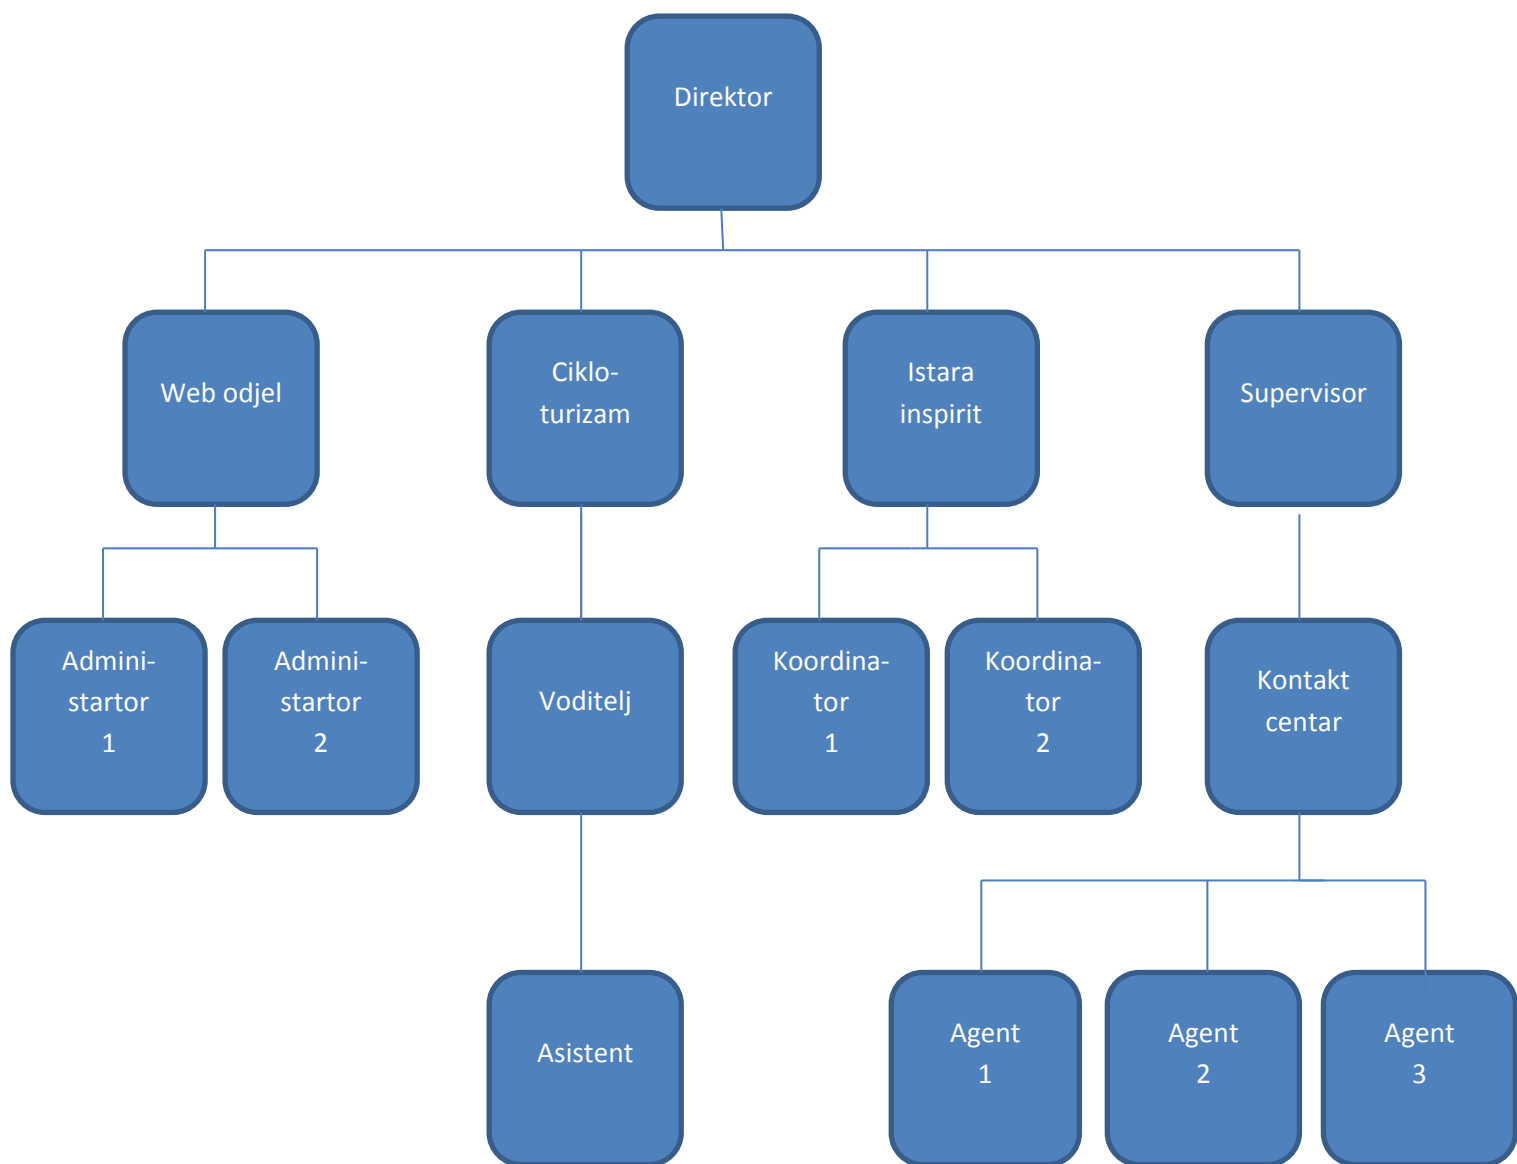 Direktor
Web odjel
Ciklo-
turizam
Istara
inspirit
Supervisor
Admini-
startor
1
Admini-
startor
2
Voditelj
Koordina-
tor
1
Koordina-
tor
2
Kontakt
centar
Asistent
Agent
1
Agent
2
Agent
3